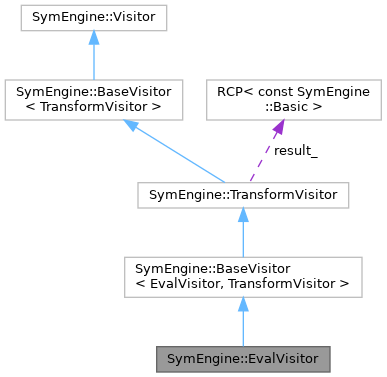 SymEngine::Visitor
SymEngine::BaseVisitor
< TransformVisitor >
RCP< const SymEngine
::Basic >
result_
SymEngine::TransformVisitor
SymEngine::BaseVisitor
< EvalVisitor, TransformVisitor >
SymEngine::EvalVisitor